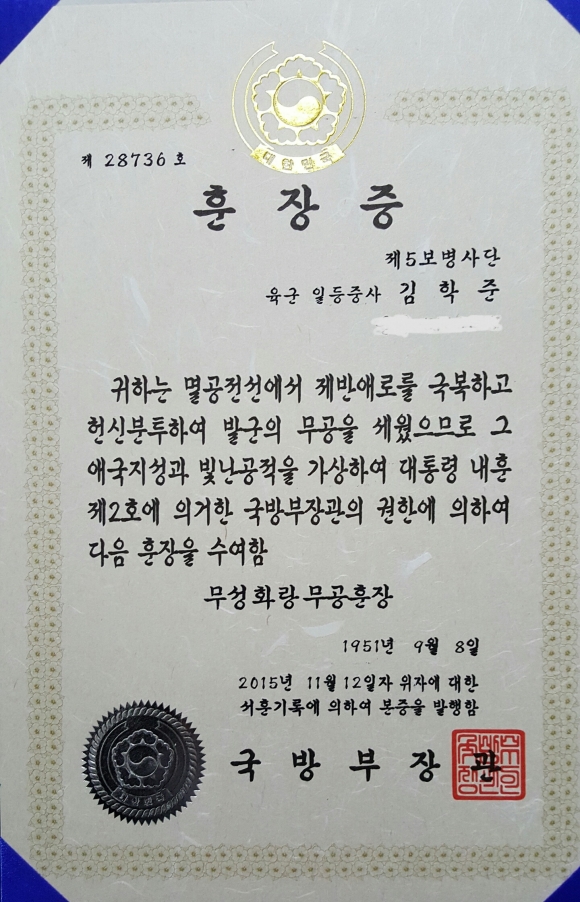 대한민국
제 28736 호
훈장증
제5보병사단
육군 일등중사 김학준
귀하는 멸공전선에서 제반애로를 극복하고
헌신분투하여 발군의 무공을 세웠으므로 그
애국지성과 빛난공적을 가상하여 대통령 내훈
제2호에 의거한 국방부장관의 권한에 의하여
다음 훈장을 수여함
무성화랑무공훈장
1951년 9월 8일
2015년 11월 12일자 위자에 대한
서훈기록에 의하여 본증을 발행함
국방부장관